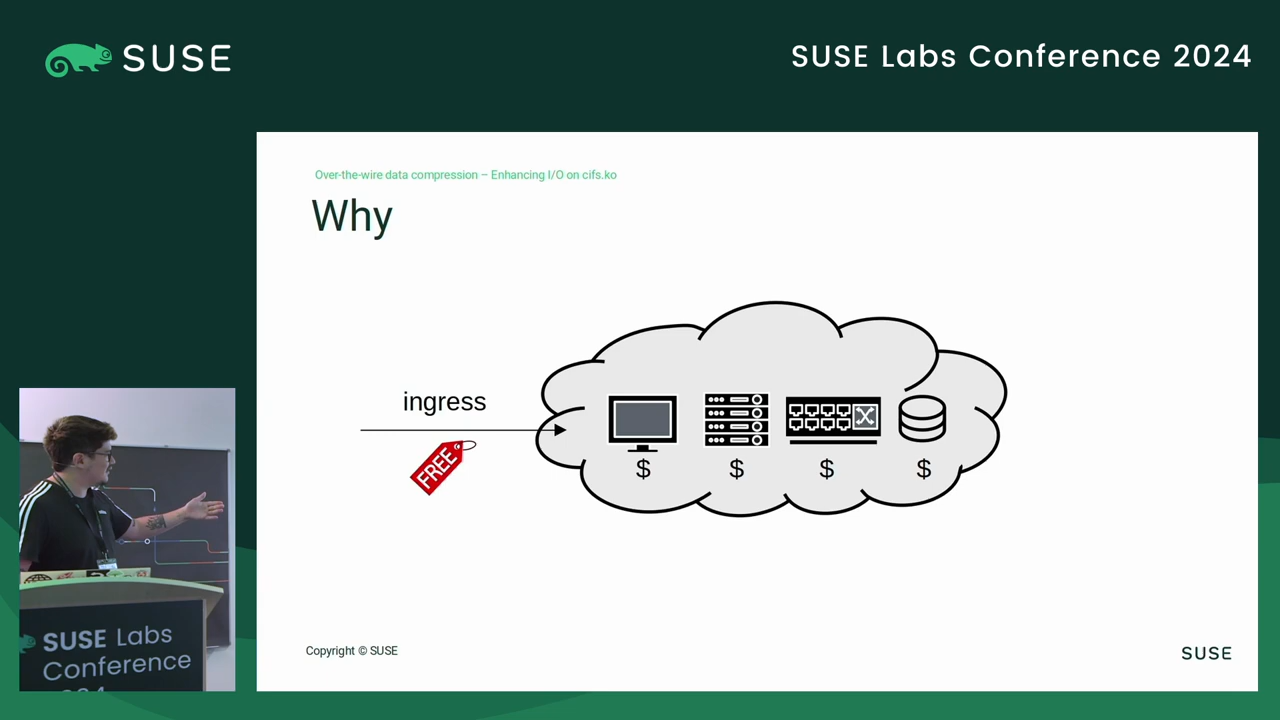 SUSE
SUSE Labs Conference 2024
Over-the-wire data compression – Enhancing I/O on cifs.ko
Why
ingress
FREE
$ $ $ $
SUSE Labs
Conference
2024
Copyright © SUSE
SUSE